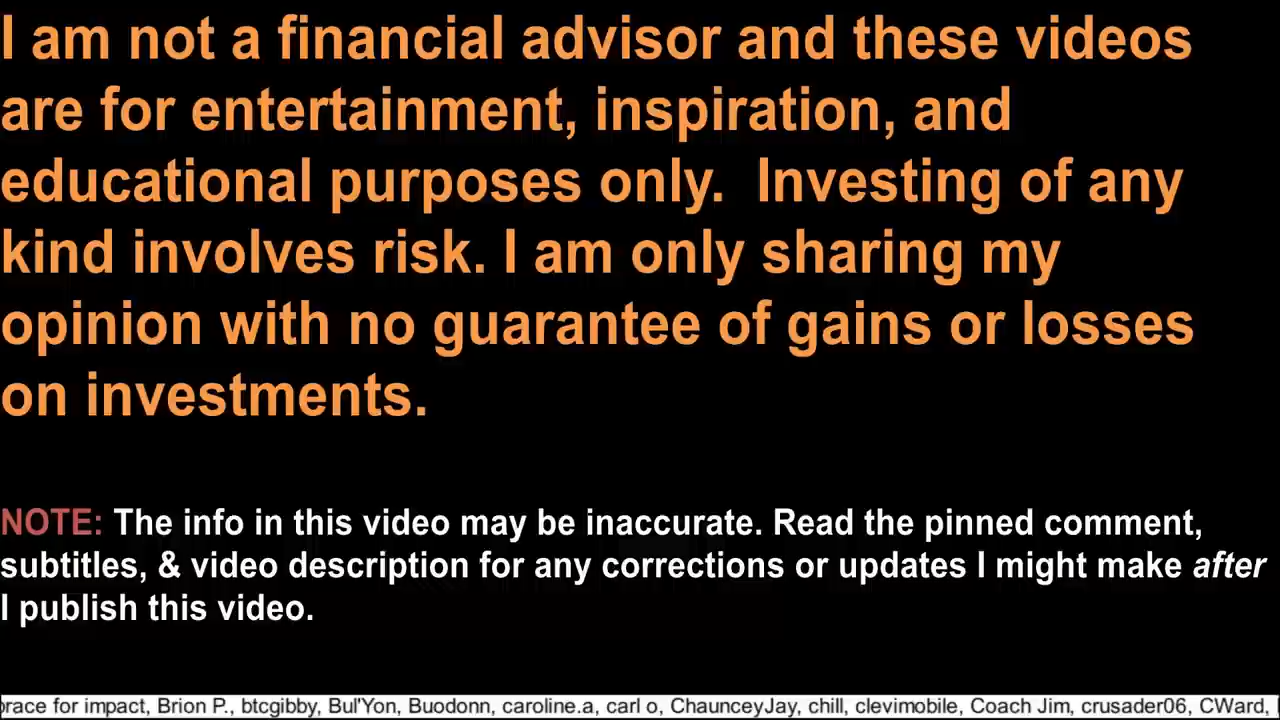 I am not a financial advisor and these videos
are for entertainment, inspiration, and
educational purposes only.  Investing of any
kind involves risk. I am only sharing my
opinion with no guarantee of gains or losses
on investments.
NOTE: The info in this video may be inaccurate. Read the pinned comment,
subtitles, & video description for any corrections or updates I might make after
I publish this video.
for impact, Brion P., btcgibby, Bul'Yon, Buodonn, caroline.a, carl o, ChaunceyJay, chill, clevimobile, Coach Jim, crusader06, CWard,